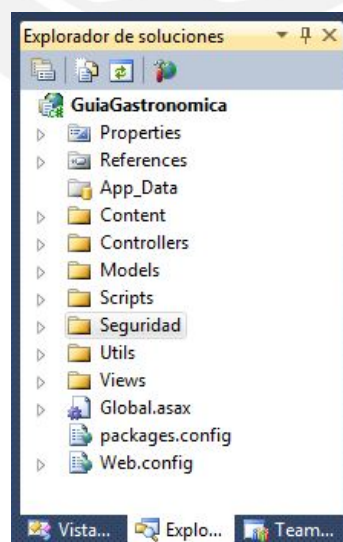 Explorador de soluciones
GuiaGastronomica
Properties
References
App_Data
Content
Controllers
Models
Scripts
Seguridad
Utils
Views
Global.asax
packages.config
Web.config
Vista... Explo... Team...